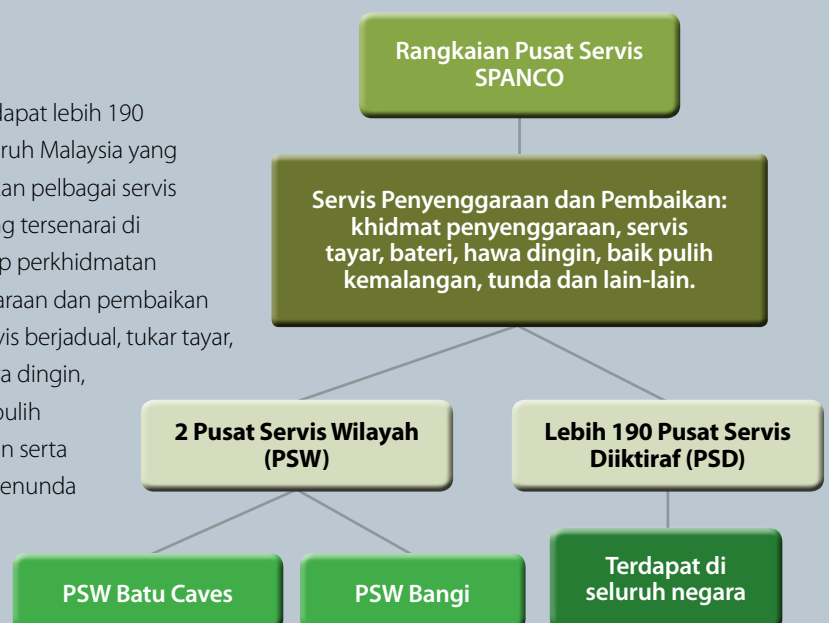 dapat lebih 190
ruh Malaysia yang
kan pelbagai servis
g tersenarai di
p perkhidmatan
araan dan pembaikan
vis berjadual, tukar tayar,
a dingin,
pulih
n serta
enunda
Rangkaian Pusat Servis
SPANCO
Servis Penyenggaraan dan Pembaikan:
khidmat penyenggaraan, servis
tayar, bateri, hawa dingin, baik pulih
kemalangan, tunda dan lain-lain.
2 Pusat Servis Wilayah
(PSW)
Lebih 190 Pusat Servis
Diiktiraf (PSD)
PSW Batu Caves
PSW Bangi
Terdapat di
seluruh negara